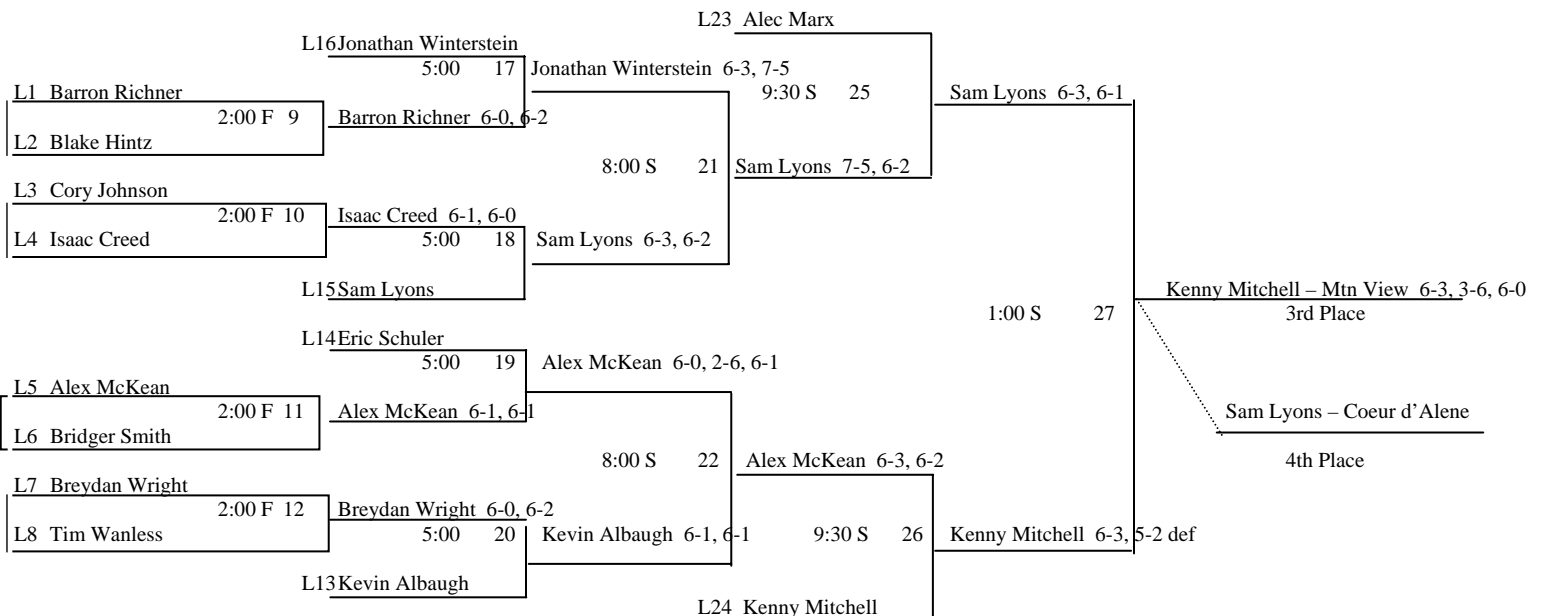 L23 Alec Marx
L16 Jonathan Winterstein
5:00 17 Jonathan Winterstein 6-3, 7-5
L1 Barron Richner
9:30 S 25 Sam Lyons 6-3, 6-1
2:00 F 9 Barron Richner 6-0, 6-2
L2 Blake Hintz
8:00 S 21 Sam Lyons 7-5, 6-2
L3 Cory Johnson
2:00 F 10 Isaac Creed 6-1, 6-0
L4 Isaac Creed 5:00 18 Sam Lyons 6-3, 6-2
L15 Sam Lyons Kenny Mitchell – Mtn View 6-3, 3-6, 6-0
1:00 S 27 3rd Place
L14 Eric Schuler
5:00 19 Alex McKean 6-0, 2-6, 6-1
L5 Alex McKean
2:00 F 11 Alex McKean 6-1, 6-1 Sam Lyons – Coeur d’Alene
L6 Bridger Smith
8:00 S 22 Alex McKean 6-3, 6-2 4th Place
L7 Breydan Wright
2:00 F 12 Breydan Wright 6-0, 6-2
L8 Tim Wanless 5:00 20 Kevin Albaugh 6-1, 6-1 9:30 S 26 Kenny Mitchell 6-3, 5-2 def
L13 Kevin Albaugh
L24 Kenny Mitchell